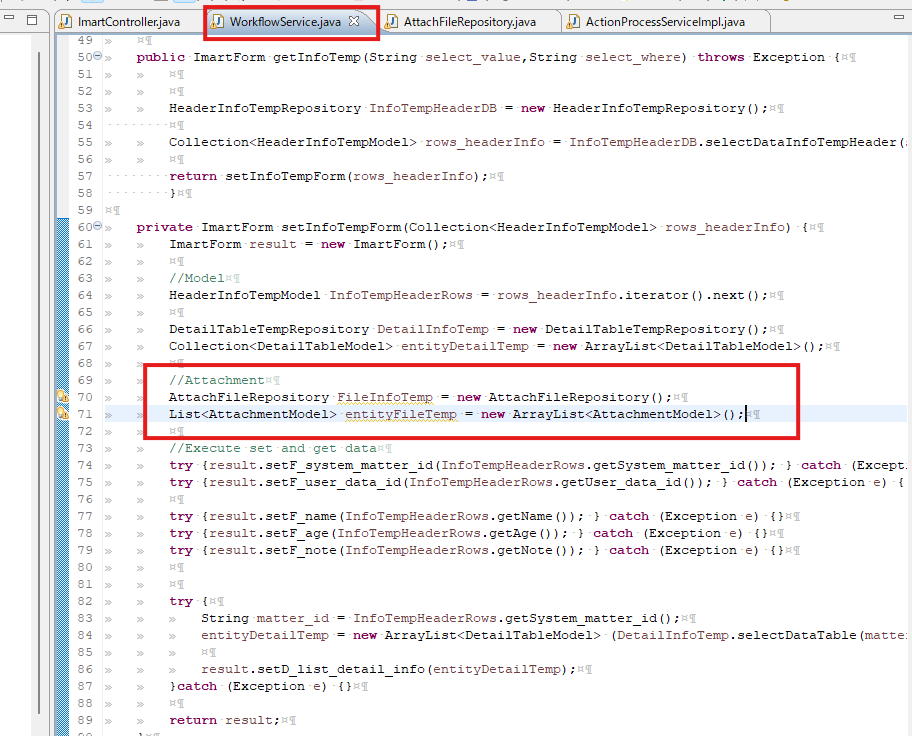 ImartController.java WorkflowService.java AttachFileRepository.java ActionProcessServiceImpl.java
49
50 public ImartForm getInfoTemp(String select_value,String select_where) throws Exception {
51
52
53 HeaderInfoTempRepository InfoTempHeaderDB = new HeaderInfoTempRepository();
54
55 Collection<HeaderInfoTempModel> rows_headerInfo = InfoTempHeaderDB.selectDataInfoTempHeader(
56
57 return setInfoTempForm(rows_headerInfo);
58 }
59
60 private ImartForm setInfoTempForm(Collection<HeaderInfoTempModel> rows_headerInfo) {
61 ImartForm result = new ImartForm();
62
63 //Model
64 HeaderInfoTempModel InfoTempHeaderRows = rows_headerInfo.iterator().next();
65
66 DetailTableTempRepository DetailInfoTemp = new DetailTableTempRepository();
67 Collection<DetailTableModel> entityDetailTemp = new ArrayList<DetailTableModel>();
68
69 //Attachment
70 AttachFileRepository FileInfoTemp = new AttachFileRepository();
71 List<AttachmentModel> entityFileTemp = new ArrayList<AttachmentModel>();
72
73 //Execute set and get data
74 try {result.setF_system_matter_id(InfoTempHeaderRows.getSystem_matter_id()); } catch (Except
75 try {result.setF_user_data_id(InfoTempHeaderRows.getUser_data_id()); } catch (Exception e) {
76
77 try {result.setF_name(InfoTempHeaderRows.getName()); } catch (Exception e) {}
78 try {result.setF_age(InfoTempHeaderRows.getAge()); } catch (Exception e) {}
79 try {result.setF_note(InfoTempHeaderRows.getNote()); } catch (Exception e) {}
80
81
82 try {
83 String matter_id = InfoTempHeaderRows.getSystem_matter_id();
84 entityDetailTemp = new ArrayList<DetailTableModel> (DetailInfoTemp.selectDataTable(matte
85
86 result.setD_list_detail_info(entityDetailTemp);
87 }catch (Exception e) {}
88
89 return result;